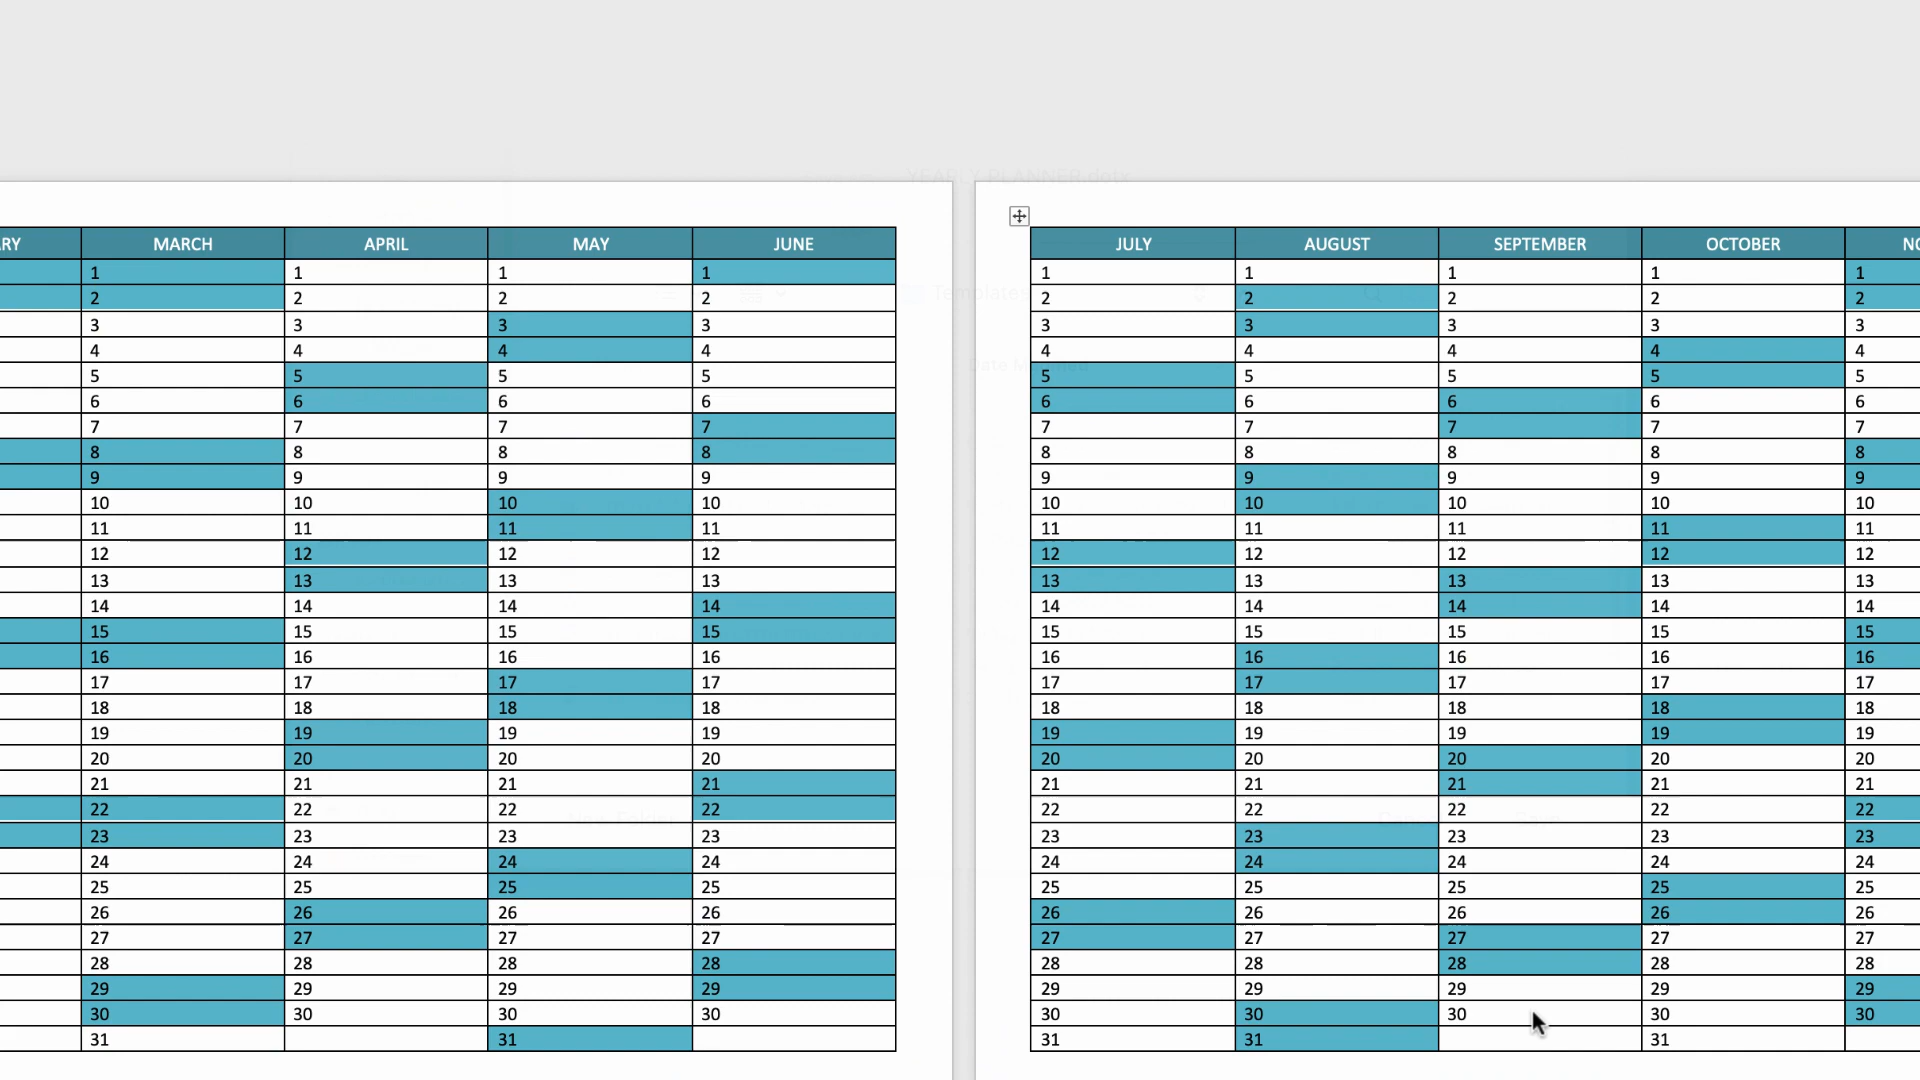 YEARLY PLANNER.dotx
RY MARCH APRIL MAY JUNE JULY AUGUST SEPTEMBER OCTOBER NO
1 1 1 1 1 1 1 1 1
2 2 2 2 2 2 2 2 2
3 3 3 3 3 3 3 3 3
4 4 4 4 4 4 4 4 4
5 5 5 5 5 5 5 5 5
6 6 6 6 6 6 6 6 6
7 7 7 7 7 7 7 7 7
8 8 8 8 8 8 8 8 8
9 9 9 9 9 9 9 9 9
10 10 10 10 10 10 10 10 10
11 11 11 11 11 11 11 11 11
12 12 12 12 12 12 12 12 12
13 13 13 13 13 13 13 13 13
14 14 14 14 14 14 14 14 14
15 15 15 15 15 15 15 15 15
16 16 16 16 16 16 16 16 16
17 17 17 17 17 17 17 17 17
18 18 18 18 18 18 18 18 18
19 19 19 19 19 19 19 19 19
20 20 20 20 20 20 20 20 20
21 21 21 21 21 21 21 21 21
22 22 22 22 22 22 22 22 22
23 23 23 23 23 23 23 23 23
24 24 24 24 24 24 24 24 24
25 25 25 25 25 25 25 25 25
26 26 26 26 26 26 26 26 26
27 27 27 27 27 27 27 27 27
28 28 28 28 28 28 28 28 28
29 29 29 29 29 29 29 29 29
30 30 30 30 30 30 30 30 30
31 31 31 31 31